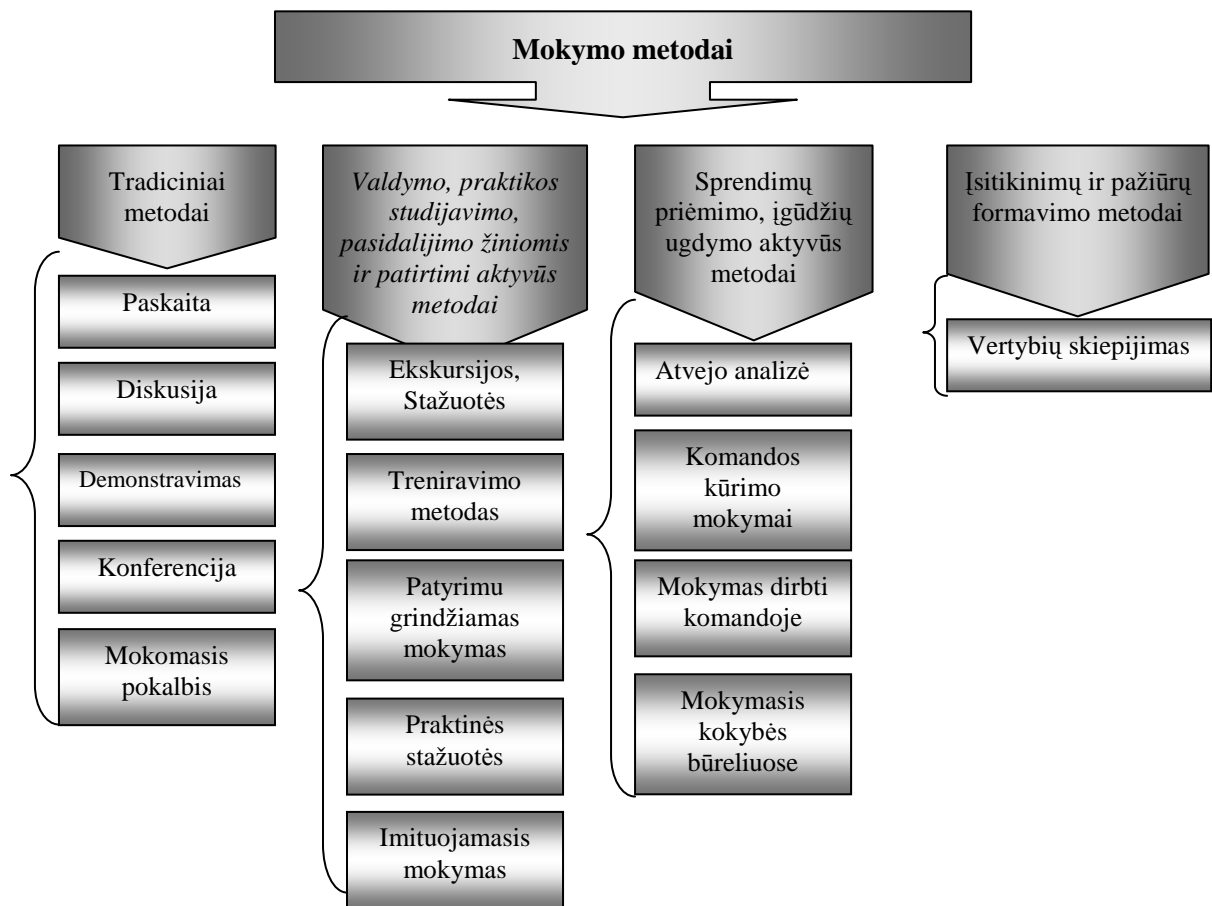 Mokymo metodai
Tradiciniai
metodai
Paskaita
Diskusija
Demonstravimas
Konferencija
Mokomasis
pokalbis
Valdymo, praktikos
studijavimo,
pasidalijimo žiniomis
ir patirtimi aktyvūs
metodai
Ekskursijos,
Stažuotės
Treniravimo
metodas
Patyrimu
grindžiamas
mokymas
Praktinės
stažuotės
Imituojamasis
mokymas
Sprendimų
priėmimo, įgūdžių
ugdymo aktyvūs
metodai
Atvejo analizė
Komandos
kūrimo
mokymai
Mokymas dirbti
komandoje
Mokymasis
kokybės
būreliuose
Įsitikinimų ir pažiūrų
formavimo metodai
Vertybių skiepijimas